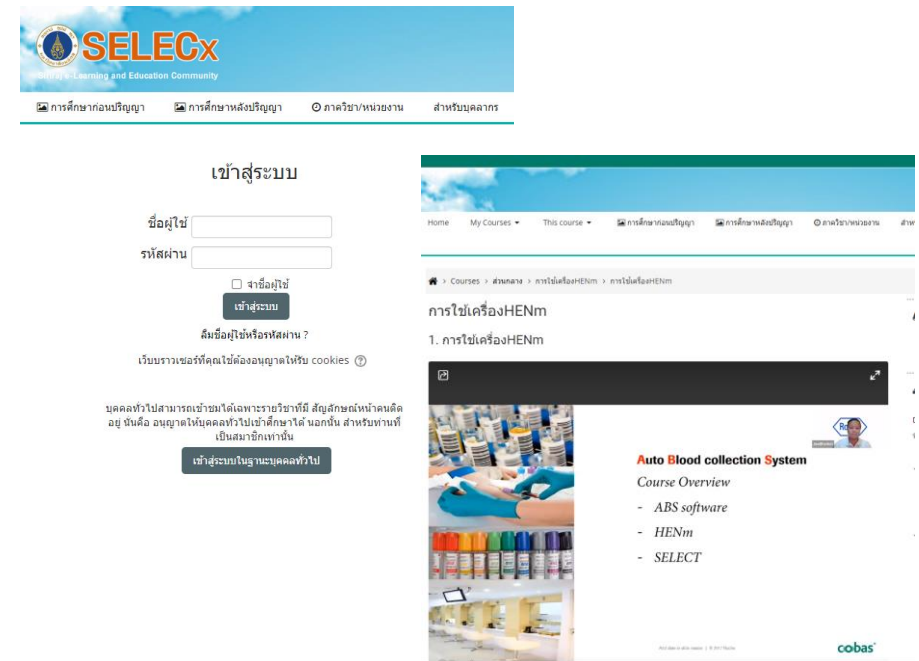 SELECx
Siriraj e-Learning and Education Community
การศึกษาก่อนปริญญา การศึกษาหลังปริญญา ภาควิชา/หน่วยงาน สำหรับบุคลากร
เข้าสู่ระบบ
ชื่อผู้ใช้
รหัสผ่าน
จำชื่อผู้ใช้
เข้าสู่ระบบ
ลืมชื่อผู้ใช้หรือรหัสผ่าน ?
เว็บบราวเซอร์ที่คุณใช้ต้องอนุญาตให้รับ cookies
บุคคลทั่วไปสามารถเข้าชมได้เฉพาะรายวิชาที่มี สัญลักษณ์หน้าคนติด
อยู่ นั่นคือ อนุญาตให้บุคคลทั่วไปเข้าศึกษาได้ นอกนั้น สำหรับท่านที่
เป็นสมาชิกเท่านั้น
เข้าสู่ระบบในฐานะบุคคลทั่วไป
Home My Courses This course การศึกษาก่อนปริญญา การศึกษาหลังปริญญา ภาควิชา/หน่วยงาน
Courses › ส่วนกลาง › การใช้เครื่องHENm › การใช้เครื่องHENm
การใช้เครื่องHENm
1. การใช้เครื่องHENm
Auto Blood collection System
Course Overview
- ABS software
- HENm
- SELECT
cobas